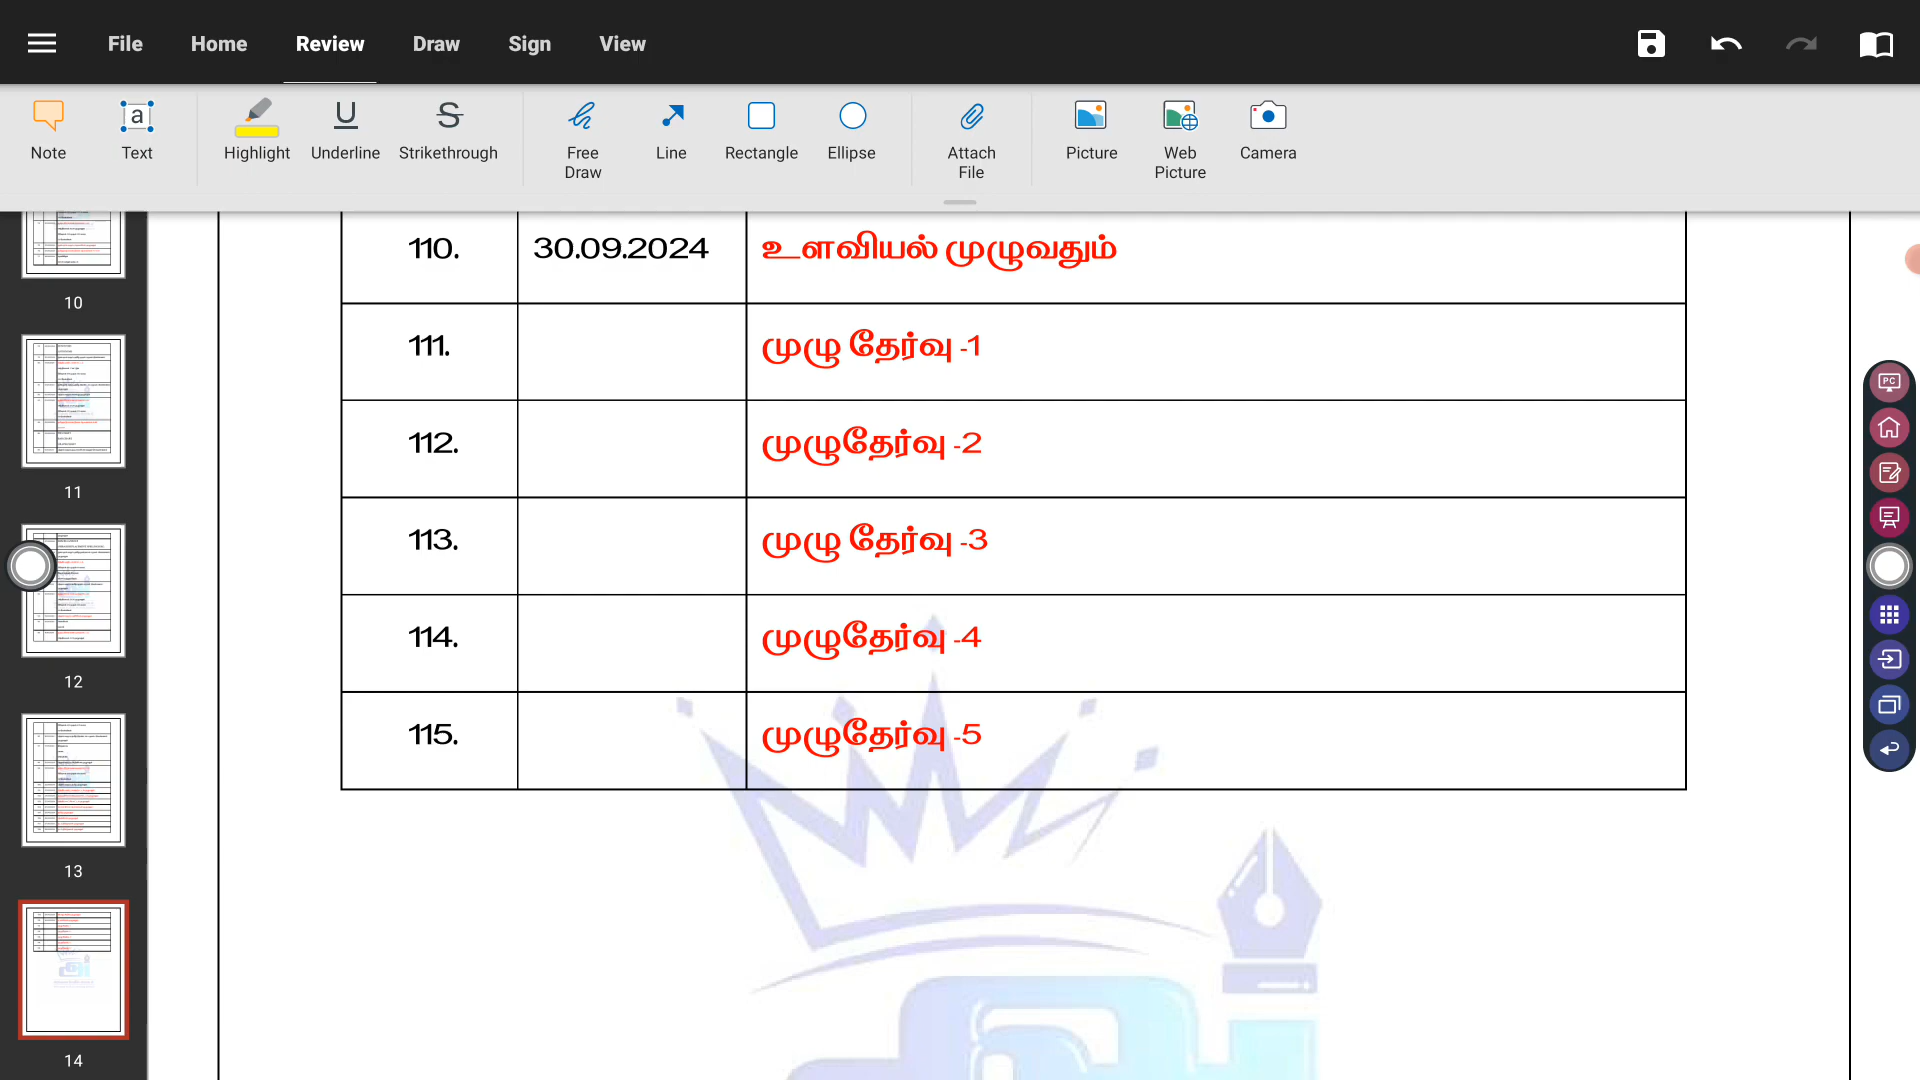 File Home Review Draw Sign View
Note Text Highlight Underline Strikethrough Free Draw Line Rectangle Ellipse Attach File Picture Web Picture Camera
110. 30.09.2024 உளவியல் முழுவதும்
111. முழு தேர்வு -1
112. முழுதேர்வு -2
113. முழு தேர்வு -3
114. முழுதேர்வு -4
115. முழுதேர்வு -5
10
11
12
13
14
PC